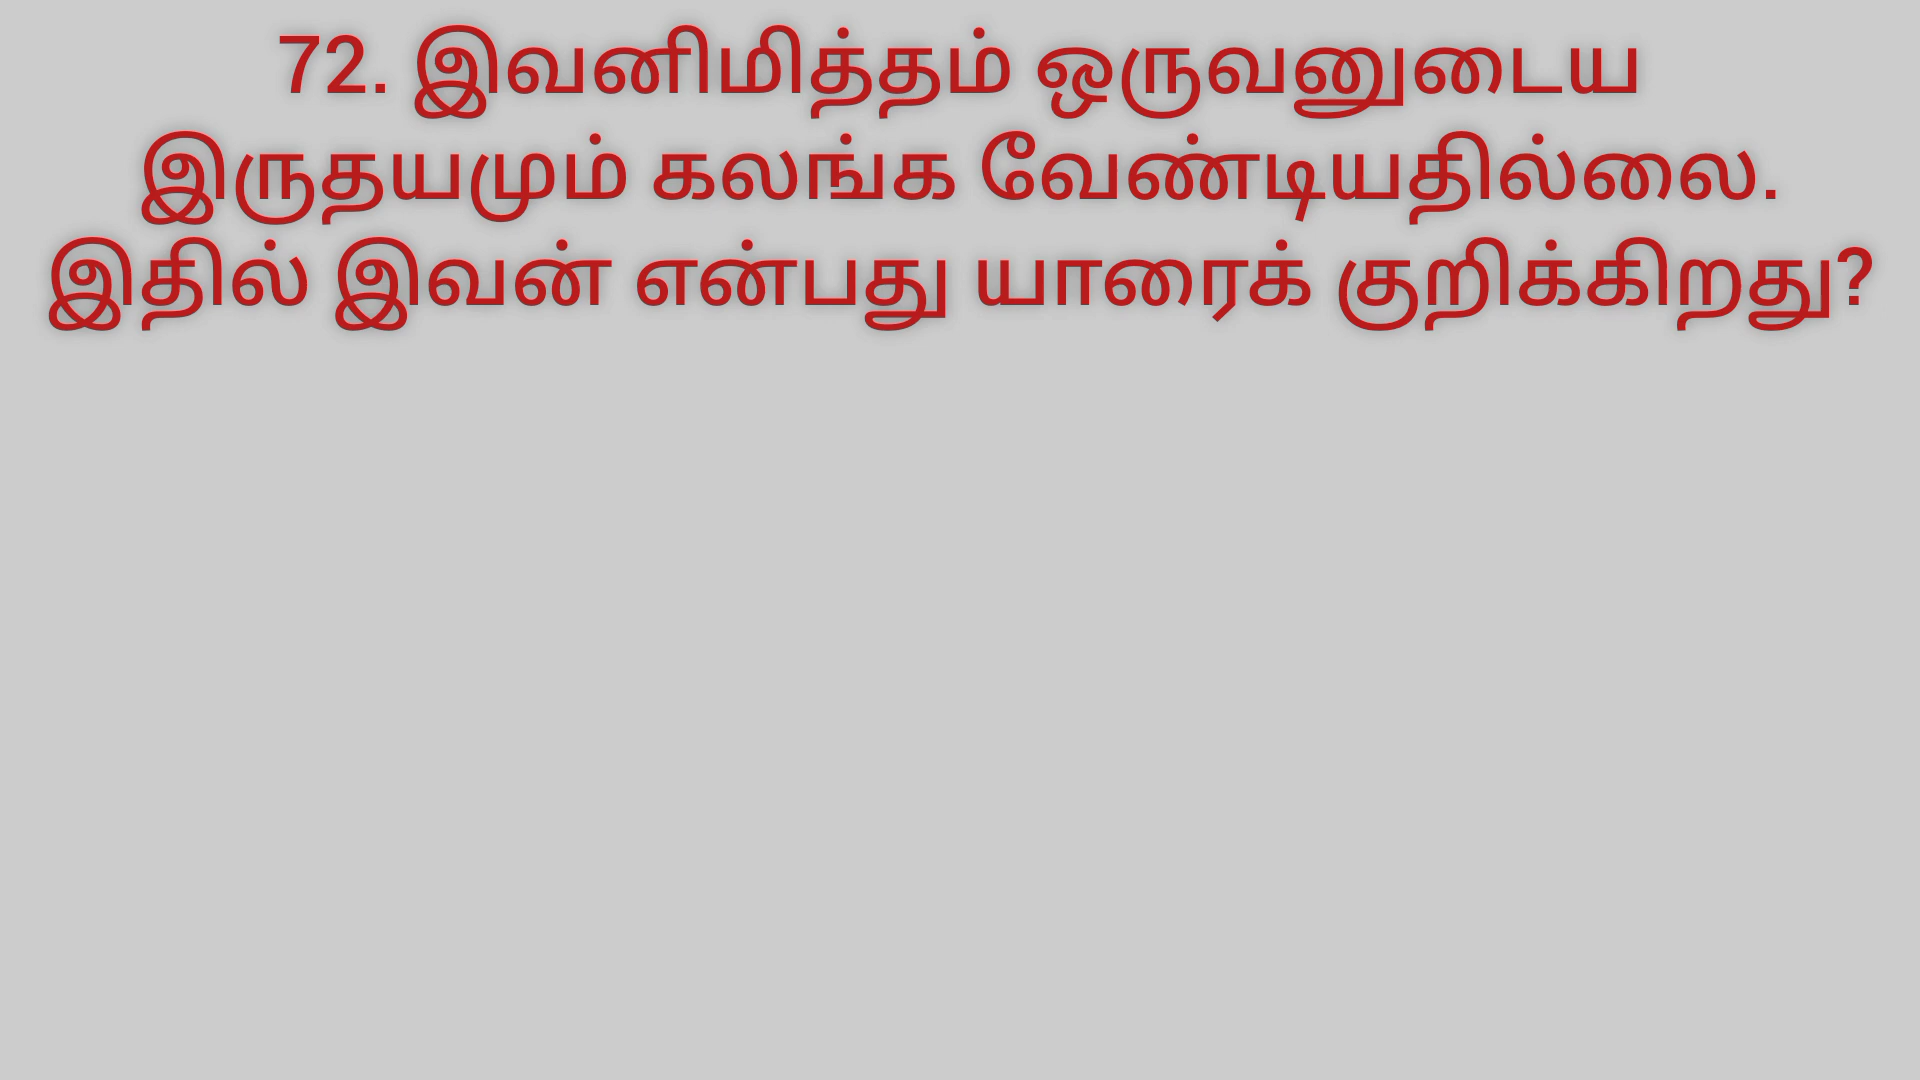 72. இவனிமித்தம் ஒருவனுடைய
இருதயமும் கலங்க வேண்டியதில்லை.
இதில் இவன் என்பது யாரைக் குறிக்கிறது?